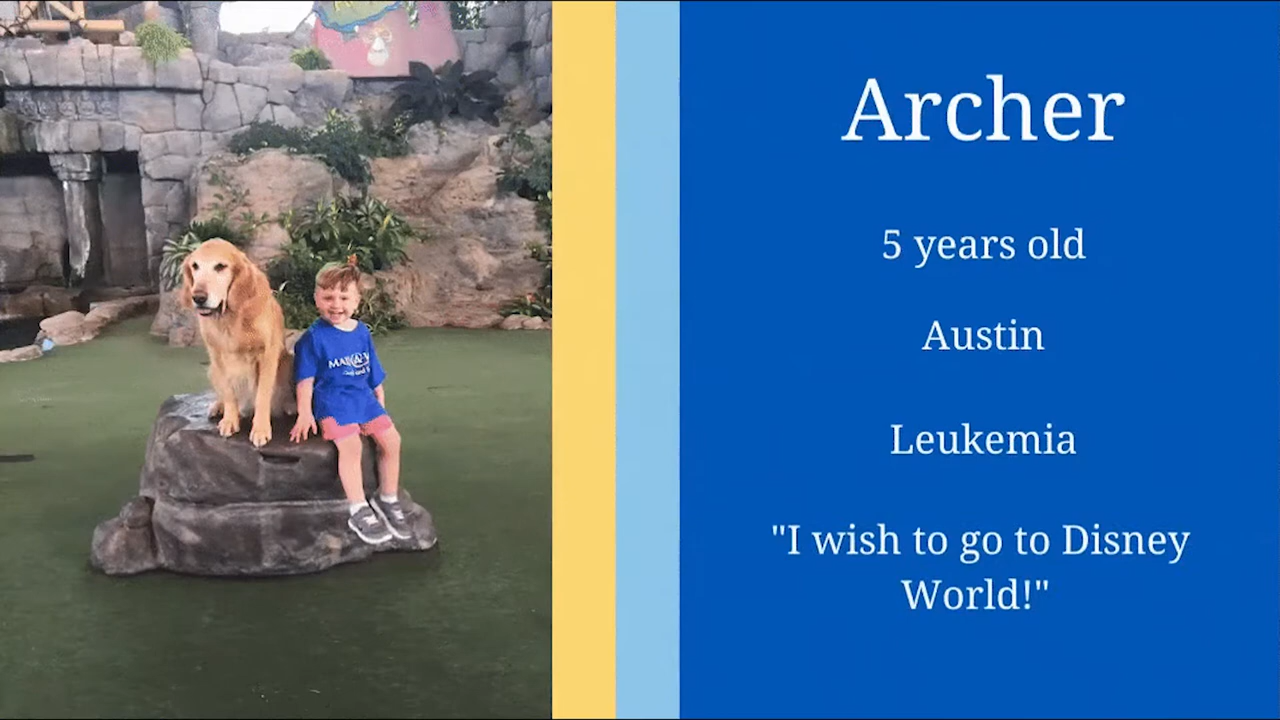 Archer
5 years old
Austin
Leukemia
"I wish to go to Disney
World!"